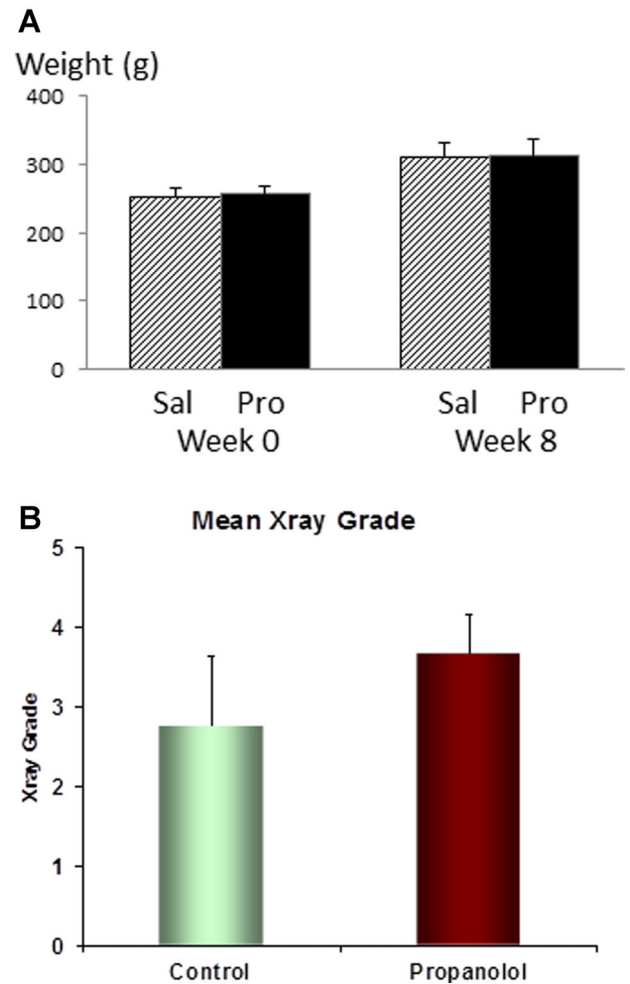 A
Weight (g)
400
300
200
100
0
Sal Pro Sal Pro
Week 0 Week 8
B
Mean Xray Grade
5
4
3
2
1
0
Xray Grade
Control Propanolol